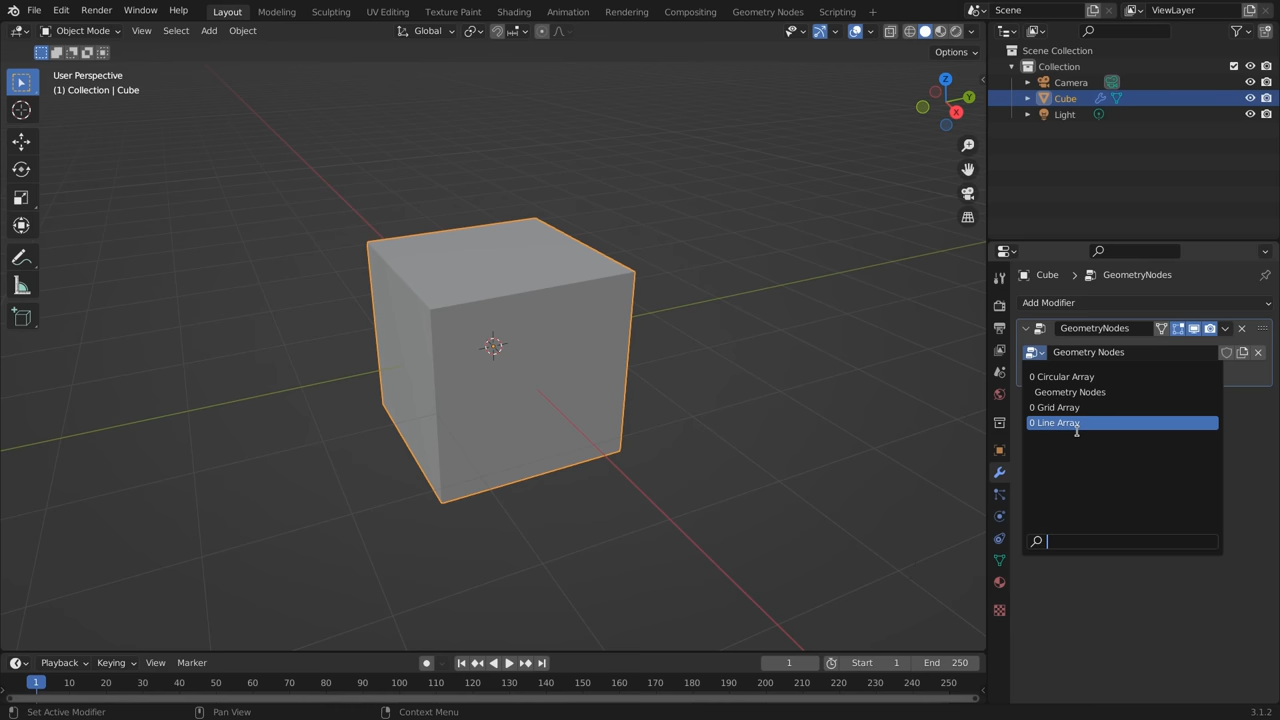 File Edit Render Window Help Layout Modeling Sculpting UV Editing Texture Paint Shading Animation Rendering Compositing Geometry Nodes Scripting + Scene ViewLayer
Object Mode View Select Add Object Global
Options
User Perspective
(1) Collection | Cube
Z
Y
X
Scene Collection
Collection
Camera
Cube
Light
Cube > GeometryNodes
Add Modifier
GeometryNodes
Geometry Nodes
0 Circular Array
Geometry Nodes
0 Grid Array
0 Line Array
Playback Keying View Marker 1 Start 1 End 250
1 10 20 30 40 50 60 70 80 90 100 110 120 130 140 150 160 170 180 190 200 210 220 230 240 250
Set Active Modifier Pan View Context Menu 3.1.2